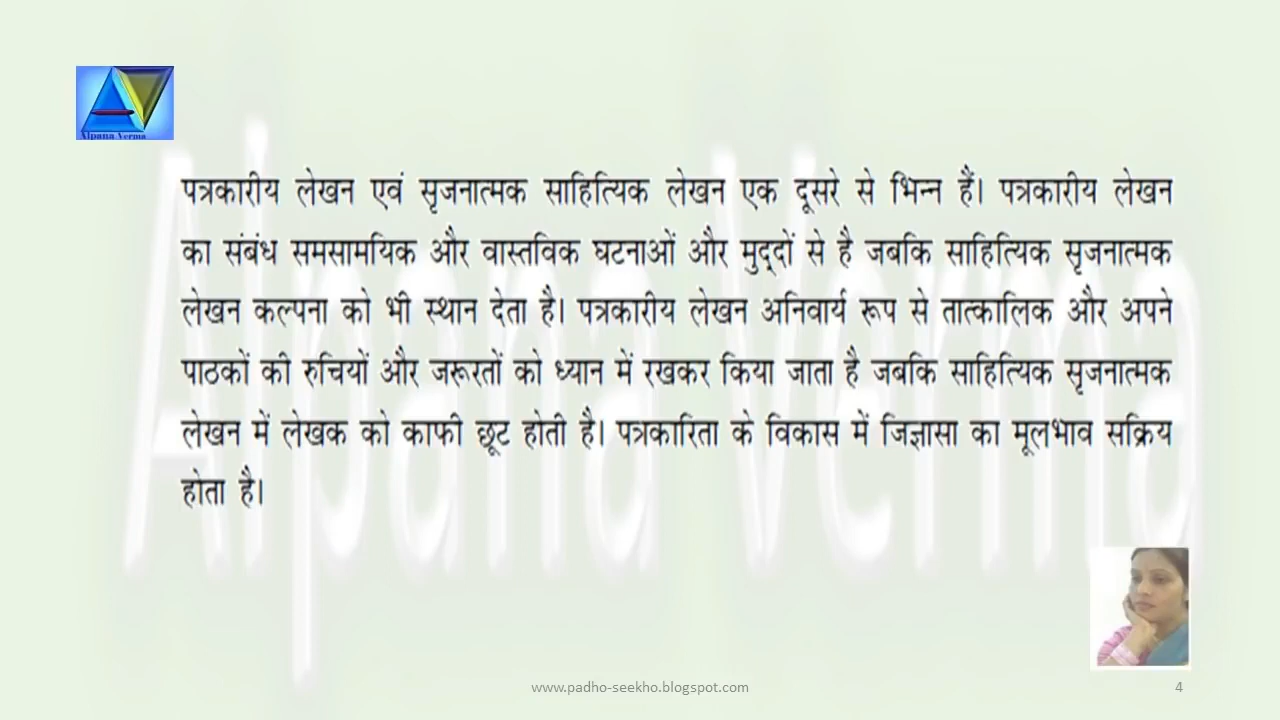 Alpana Verma
पत्रकारीय लेखन एवं सृजनात्मक साहित्यिक लेखन एक दूसरे से भिन्न हैं। पत्रकारीय लेखन
का संबंध समसामयिक और वास्तविक घटनाओं और मुद्दों से है जबकि साहित्यिक सृजनात्मक
लेखन कल्पना को भी स्थान देता है। पत्रकारीय लेखन अनिवार्य रूप से तात्कालिक और अपने
पाठकों की रुचियों और जरूरतों को ध्यान में रखकर किया जाता है जबकि साहित्यिक सृजनात्मक
लेखन में लेखक को काफी छूट होती है। पत्रकारिता के विकास में जिज्ञासा का मूलभाव सक्रिय
होता है।
Alpana Verma
www.padho-seekho.blogspot.com
4